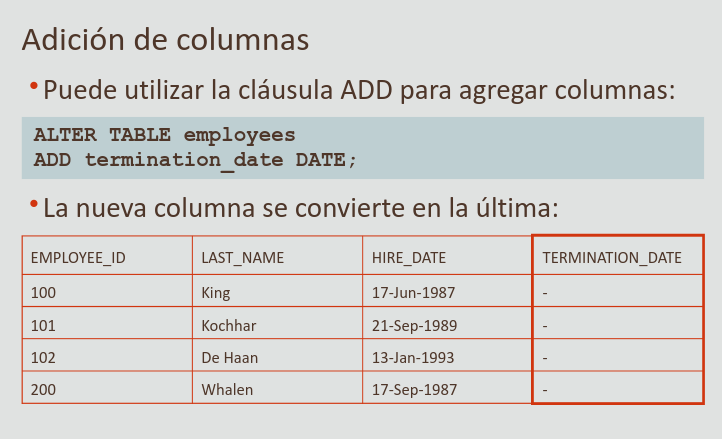 Adición de columnas
• Puede utilizar la cláusula ADD para agregar columnas:
ALTER TABLE employees
ADD termination_date DATE;
• La nueva columna se convierte en la última:
EMPLOYEE_ID LAST_NAME HIRE_DATE TERMINATION_DATE
100 King 17-Jun-1987 -
101 Kochhar 21-Sep-1989 -
102 De Haan 13-Jan-1993 -
200 Whalen 17-Sep-1987 -